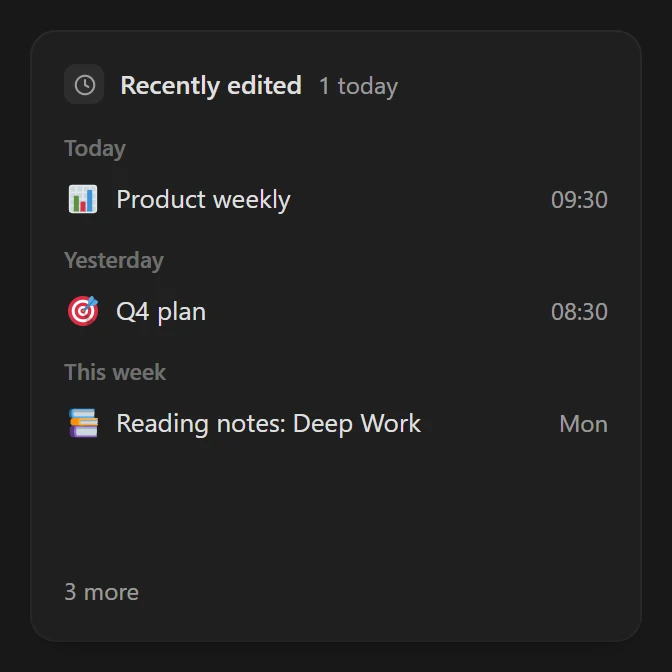 Recently edited 1 today
Today
Product weekly 09:30
Yesterday
Q4 plan 08:30
This week
Reading notes: Deep Work Mon
3 more